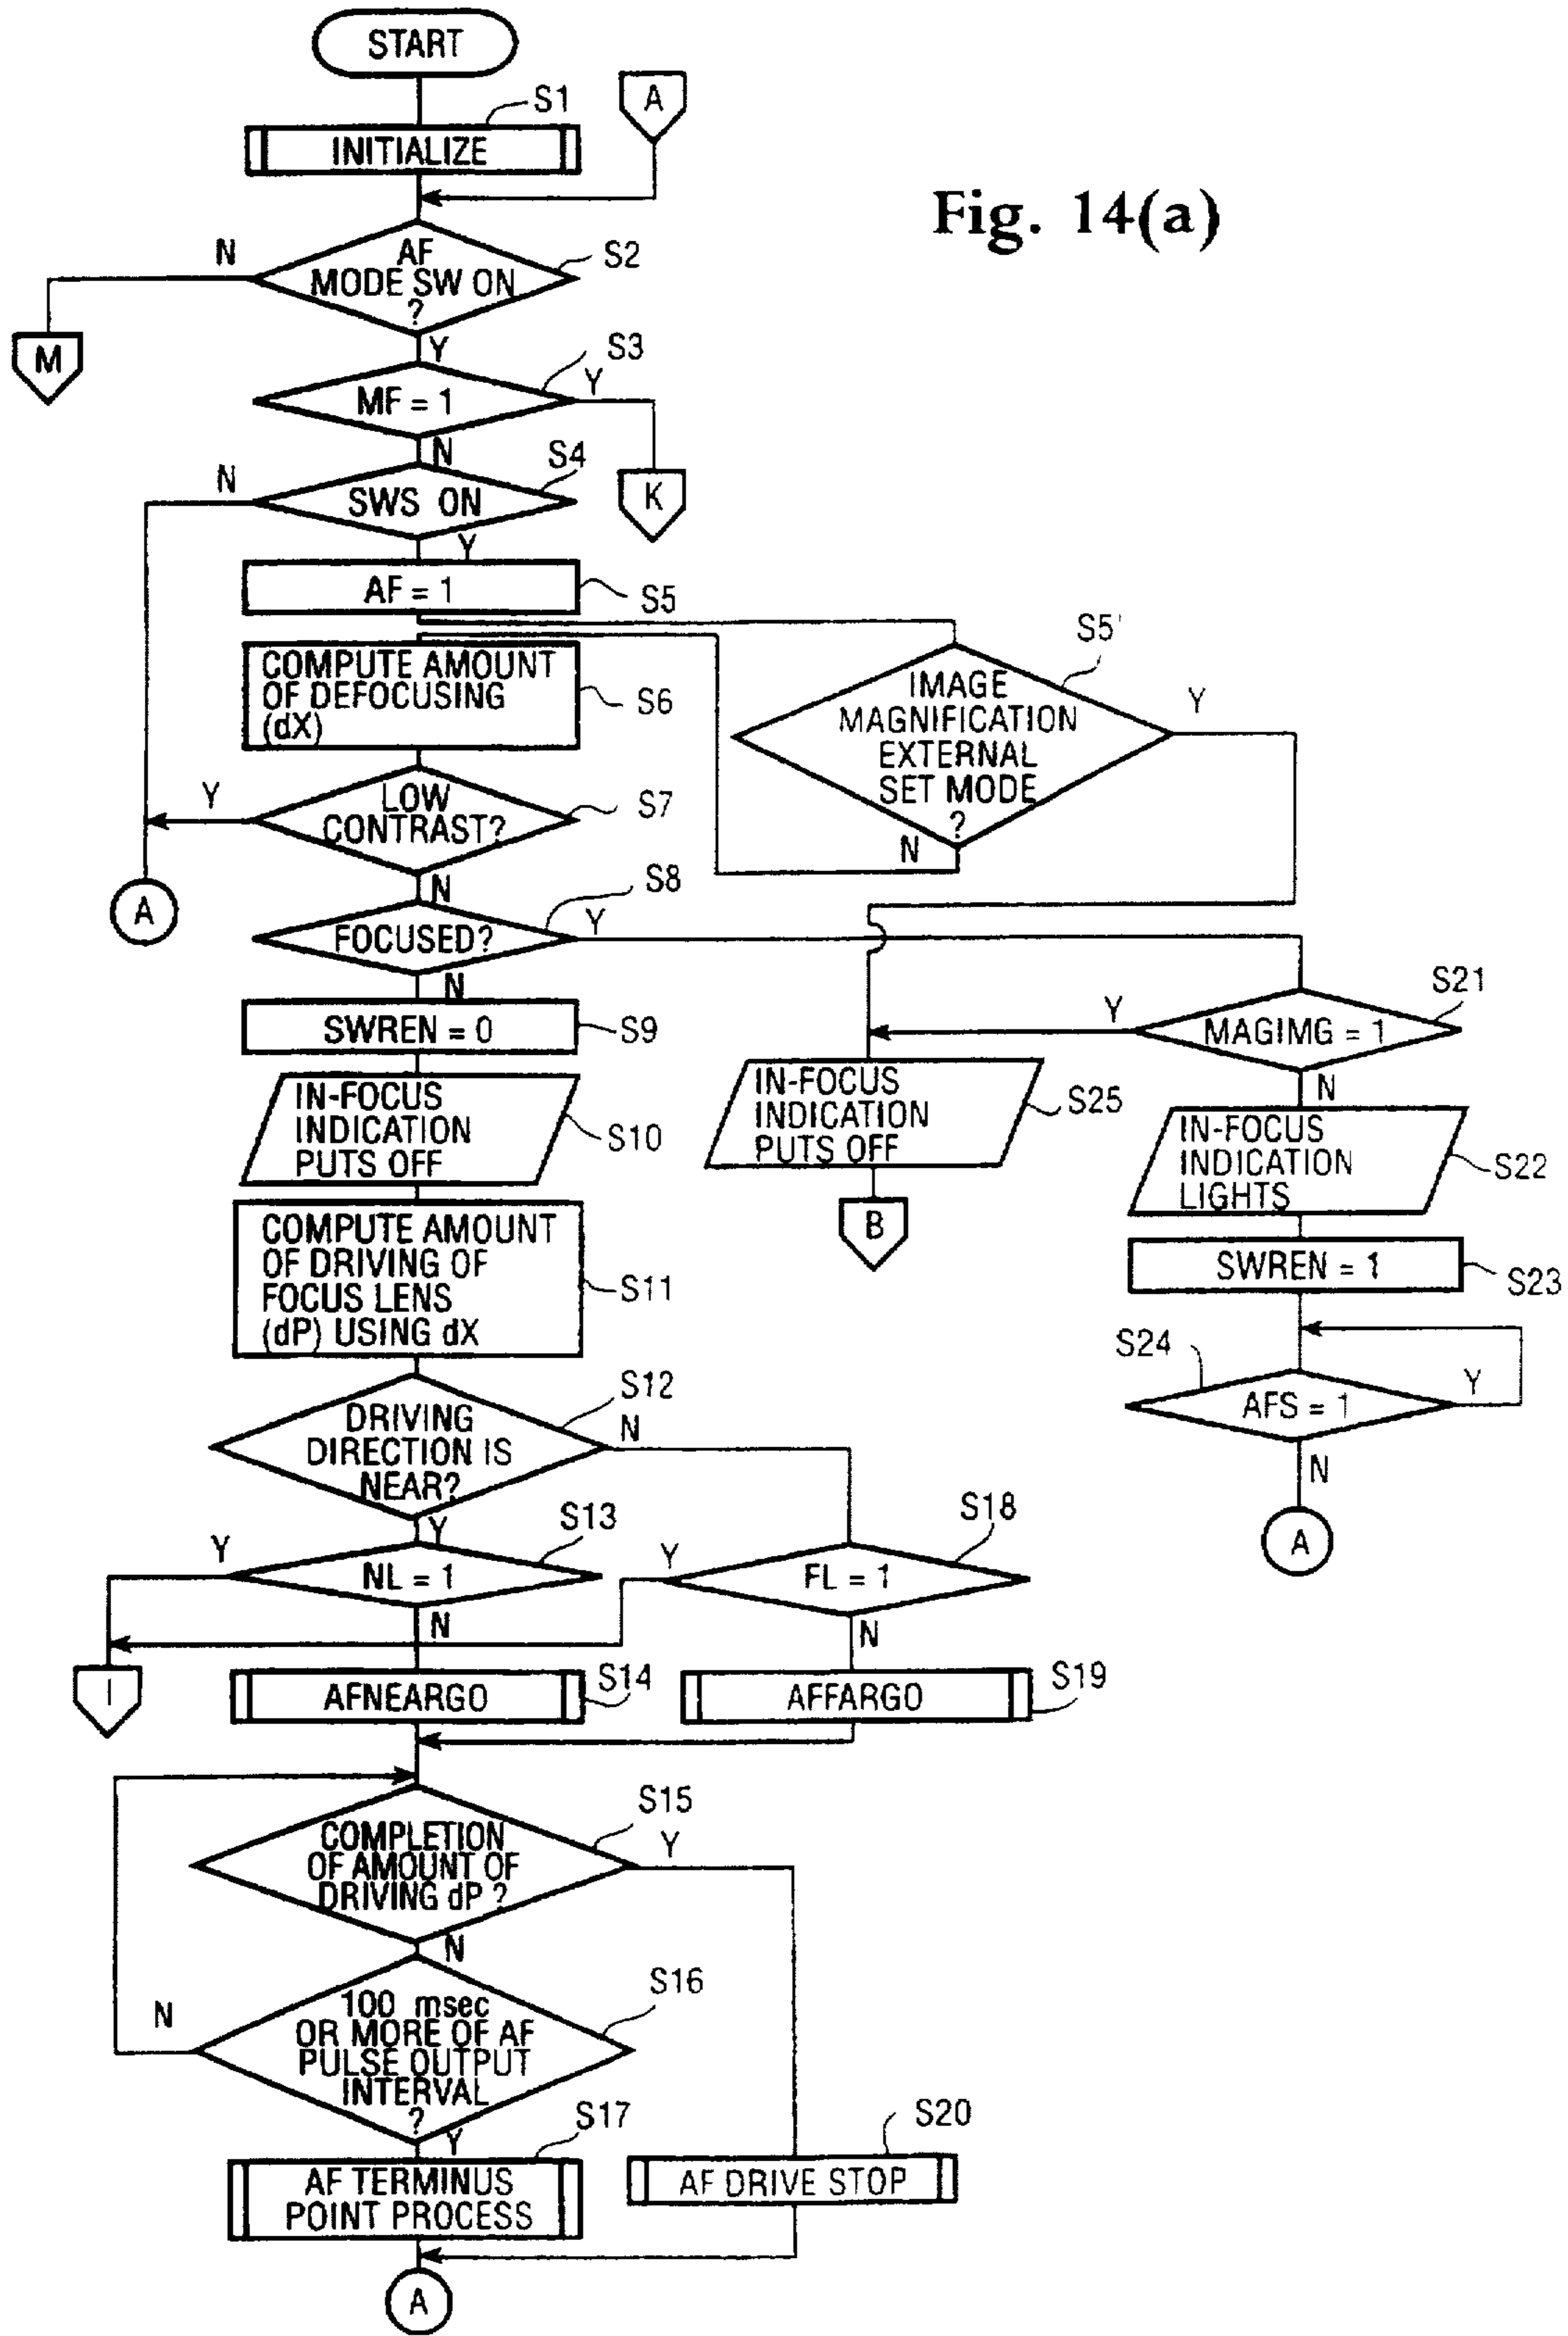 START
S1
A
INITIALIZE
Fig. 14(a)
N
AF
MODE SW ON
?
S2
M
Y
S3
MF = 1
Y
N
K
S4
N
SWS ON
Y
AF = 1
S5
S5'
COMPUTE AMOUNT
OF DEFOCUSING
(dX)
S6
IMAGE
MAGNIFICATION
EXTERNAL
SET MODE
?
Y
N
Y
LOW
CONTRAST?
S7
N
A
S8
FOCUSED?
Y
N
SWREN = 0
S9
S21
Y
MAGIMG = 1
N
IN-FOCUS
INDICATION
PUTS OFF
S10
IN-FOCUS
INDICATION
PUTS OFF
S25
B
IN-FOCUS
INDICATION
LIGHTS
S22
SWREN = 1
S23
S24
AFS = 1
Y
N
A
COMPUTE AMOUNT
OF DRIVING OF
FOCUS LENS
(dP) USING dX
S11
S12
DRIVING
DIRECTION IS
NEAR?
N
Y
S13
Y
NL = 1
N
S18
Y
FL = 1
N
I
AFNEARGO
S14
AFFARGO
S19
S15
COMPLETION
OF AMOUNT OF
DRIVING dP ?
Y
N
S16
N
100 msec
OR MORE OF AF
PULSE OUTPUT
INTERVAL
?
Y
S17
AF TERMINUS
POINT PROCESS
S20
AF DRIVE STOP
A